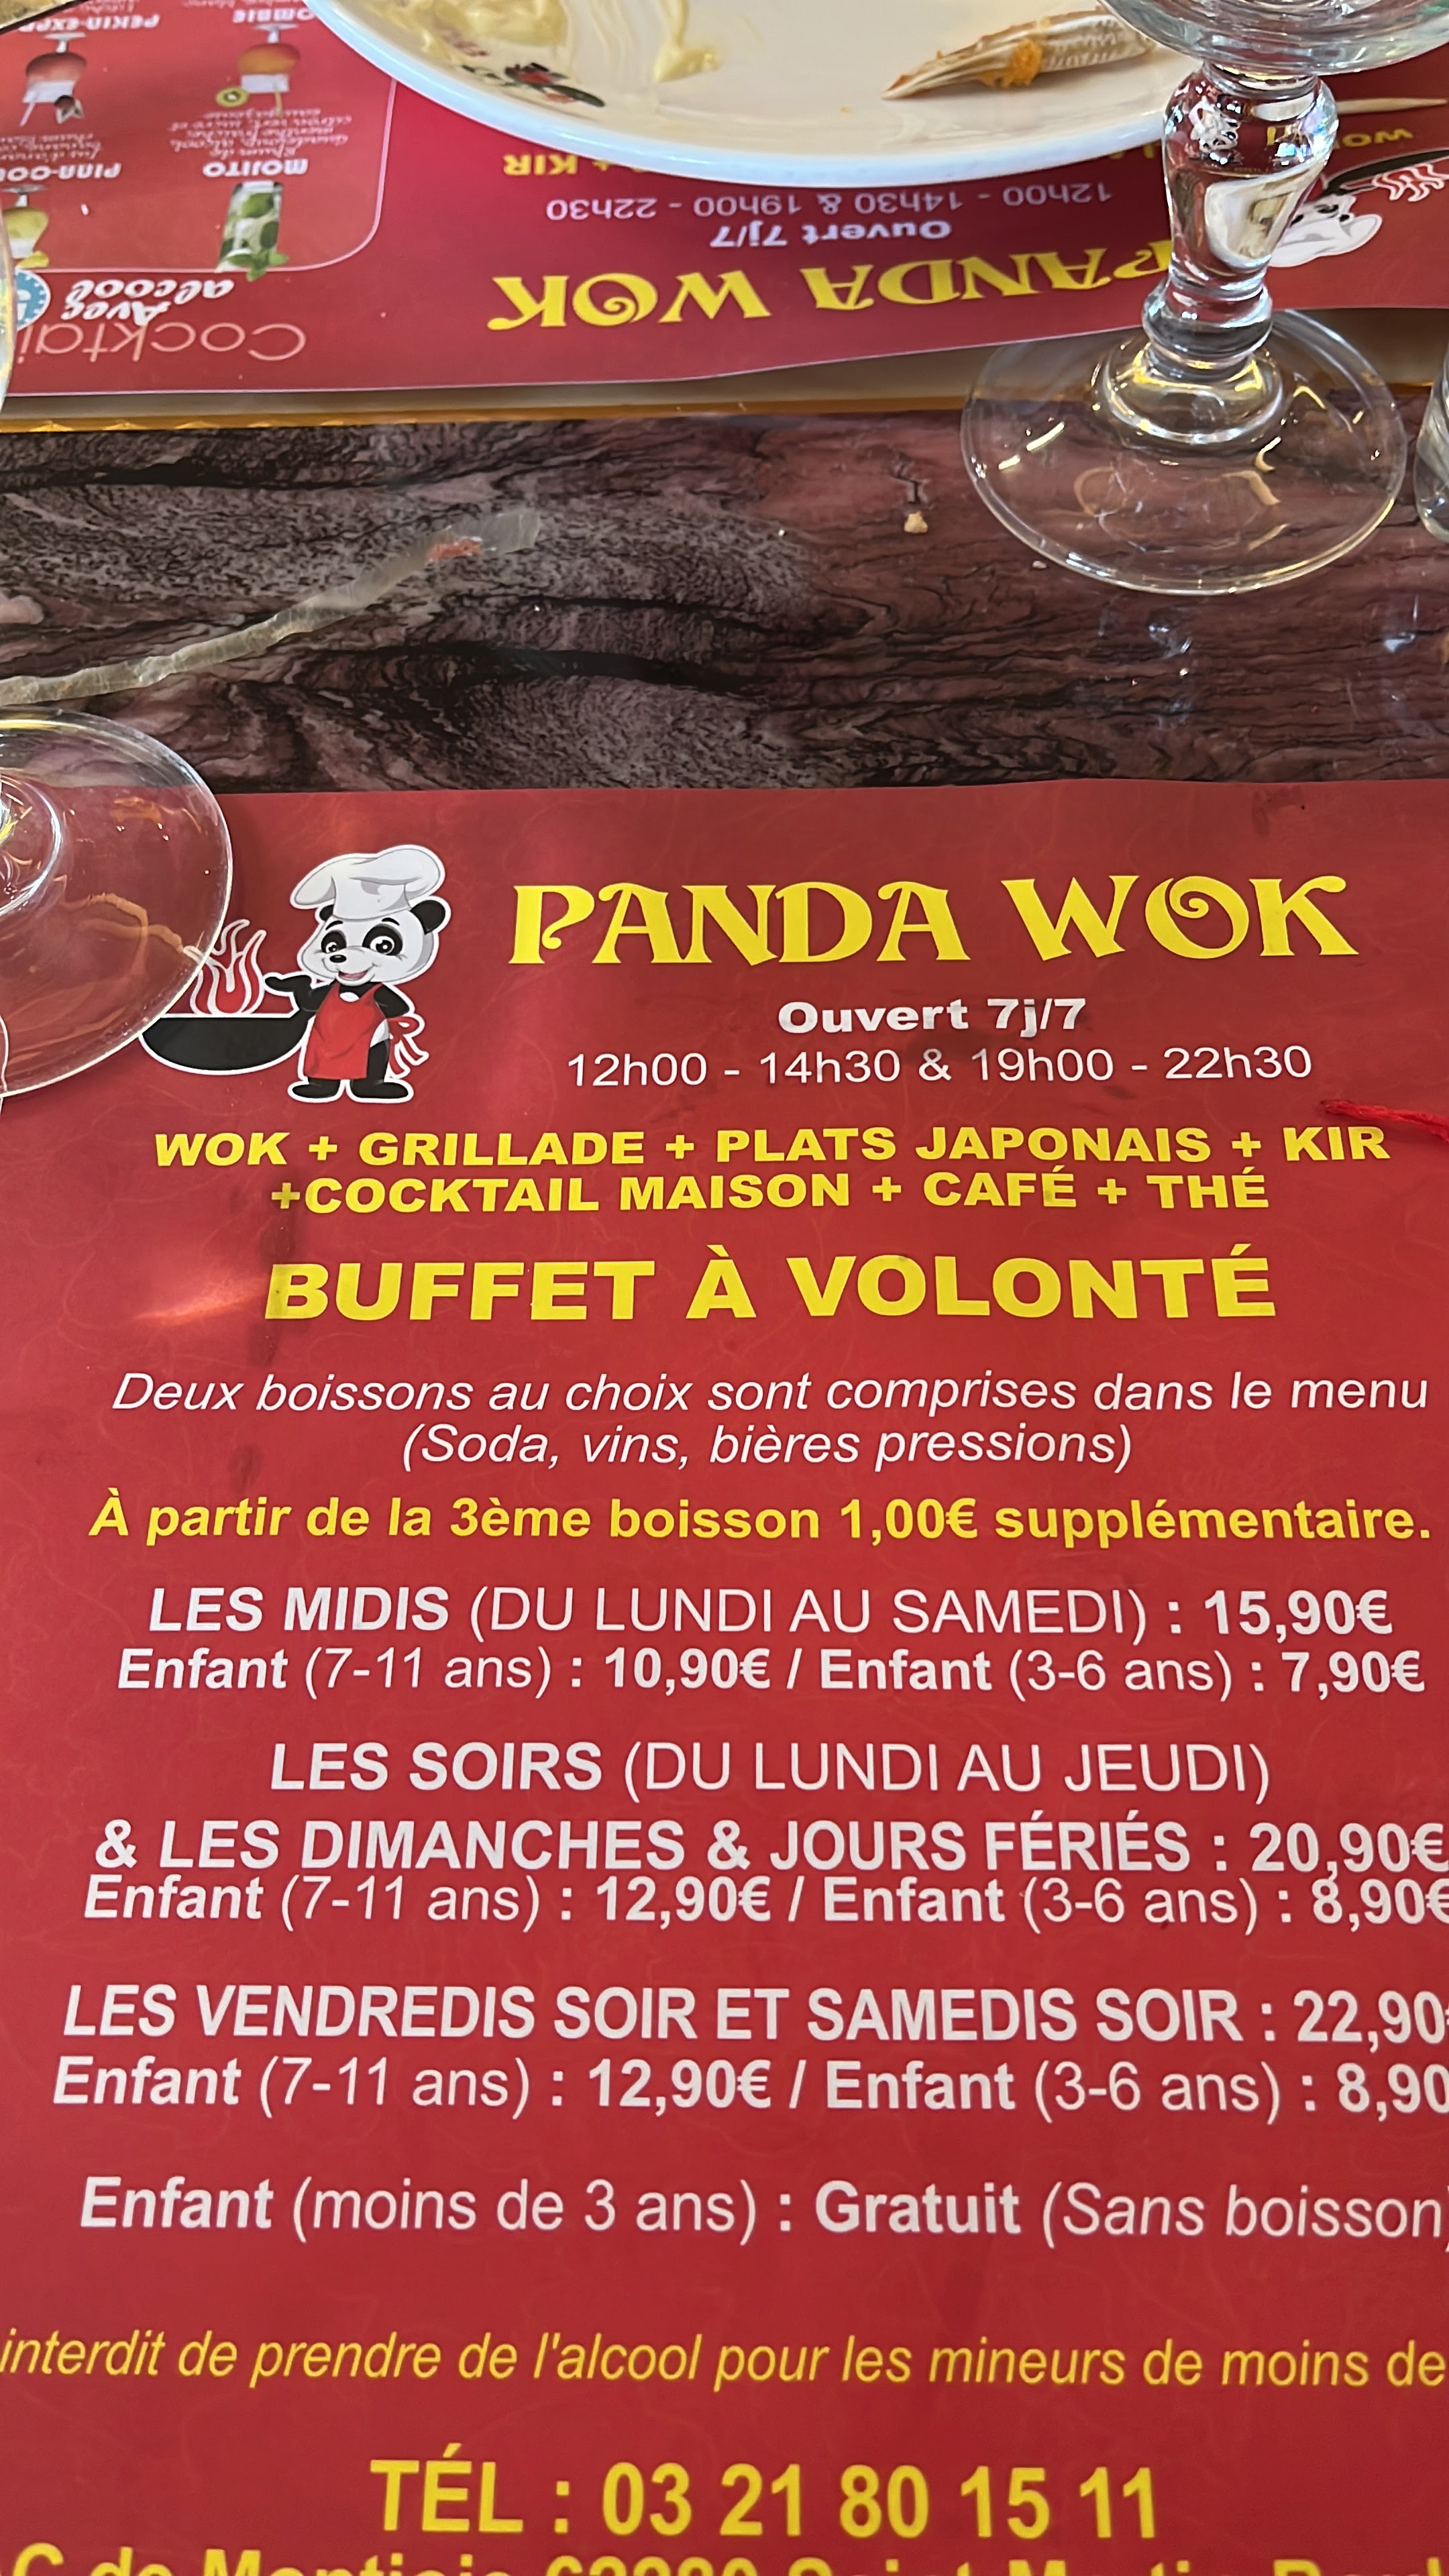 PEKIN-EXP
OMBIE
MOJITO
PINA-CO
Avec
alcool
Cocktai
+ KIR
12h00 - 14h30 & 19h00 - 22h30
Ouvert 7j/7
PANDA WOK
PANDA WOK
Ouvert 7j/7
12h00 - 14h30 & 19h00 - 22h30
WOK + GRILLADE + PLATS JAPONAIS + KIR
+COCKTAIL MAISON + CAFÉ + THÉ
BUFFET À VOLONTÉ
Deux boissons au choix sont comprises dans le menu
(Soda, vins, bières pressions)
À partir de la 3ème boisson 1,00€ supplémentaire.
LES MIDIS (DU LUNDI AU SAMEDI) : 15,90€
Enfant (7-11 ans) : 10,90€ / Enfant (3-6 ans) : 7,90€
LES SOIRS (DU LUNDI AU JEUDI)
& LES DIMANCHES & JOURS FÉRIÉS : 20,90€
Enfant (7-11 ans) : 12,90€ / Enfant (3-6 ans) : 8,90€
LES VENDREDIS SOIR ET SAMEDIS SOIR : 22,90€
Enfant (7-11 ans) : 12,90€ / Enfant (3-6 ans) : 8,90
Enfant (moins de 3 ans) : Gratuit (Sans boisson)
interdit de prendre de l'alcool pour les mineurs de moins de
TÉL : 03 21 80 15 11